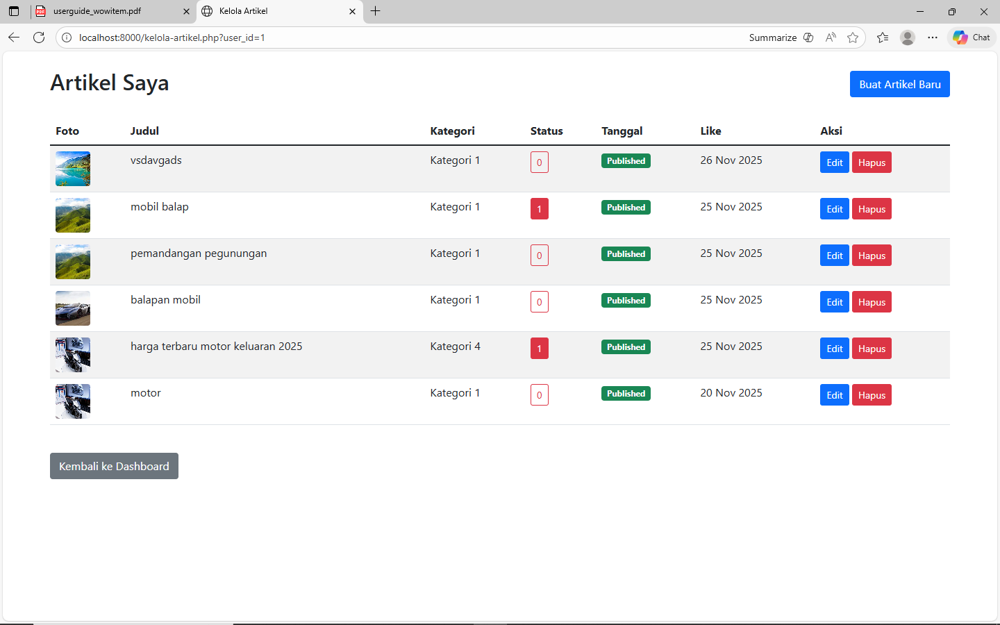 userguide_wowitem.pdf
Kelola Artikel
localhost:8000/kelola-artikel.php?user_id=1
Summarize
Chat
Artikel Saya
Buat Artikel Baru
Foto Judul Kategori Status Tanggal Like Aksi
vsdavgads Kategori 1 0 Published 26 Nov 2025 Edit Hapus
mobil balap Kategori 1 1 Published 25 Nov 2025 Edit Hapus
pemandangan pegunungan Kategori 1 0 Published 25 Nov 2025 Edit Hapus
balapan mobil Kategori 1 0 Published 25 Nov 2025 Edit Hapus
harga terbaru motor keluaran 2025 Kategori 4 1 Published 25 Nov 2025 Edit Hapus
motor Kategori 1 0 Published 20 Nov 2025 Edit Hapus
Kembali ke Dashboard